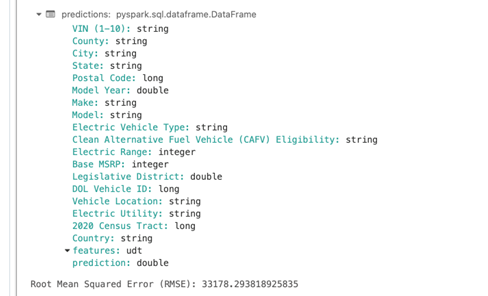 predictions: pyspark.sql.dataframe.DataFrame
VIN (1-10): string
County: string
City: string
State: string
Postal Code: long
Model Year: double
Make: string
Model: string
Electric Vehicle Type: string
Clean Alternative Fuel Vehicle (CAFV) Eligibility: string
Electric Range: integer
Base MSRP: integer
Legislative District: double
DOL Vehicle ID: long
Vehicle Location: string
Electric Utility: string
2020 Census Tract: long
Country: string
features: udt
prediction: double
Root Mean Squared Error (RMSE): 33178.293818925835